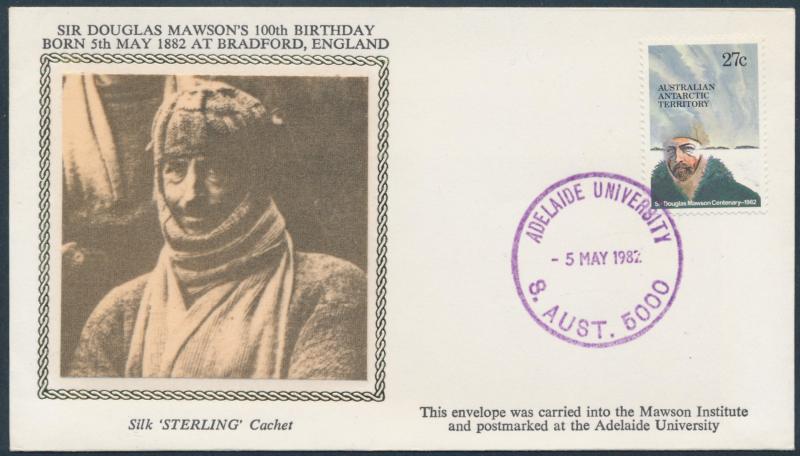 SIR DOUGLAS MAWSON'S 100th BIRTHDAY
BORN 5th MAY 1882 AT BRADFORD, ENGLAND
27c
AUSTRALIAN
ANTARCTIC
TERRITORY
Sir Douglas Mawson Centenary–1982
ADELAIDE UNIVERSITY
- 5 MAY 1982
S. AUST. 5000
Silk 'STERLING' Cachet
This envelope was carried into the Mawson Institute
and postmarked at the Adelaide University